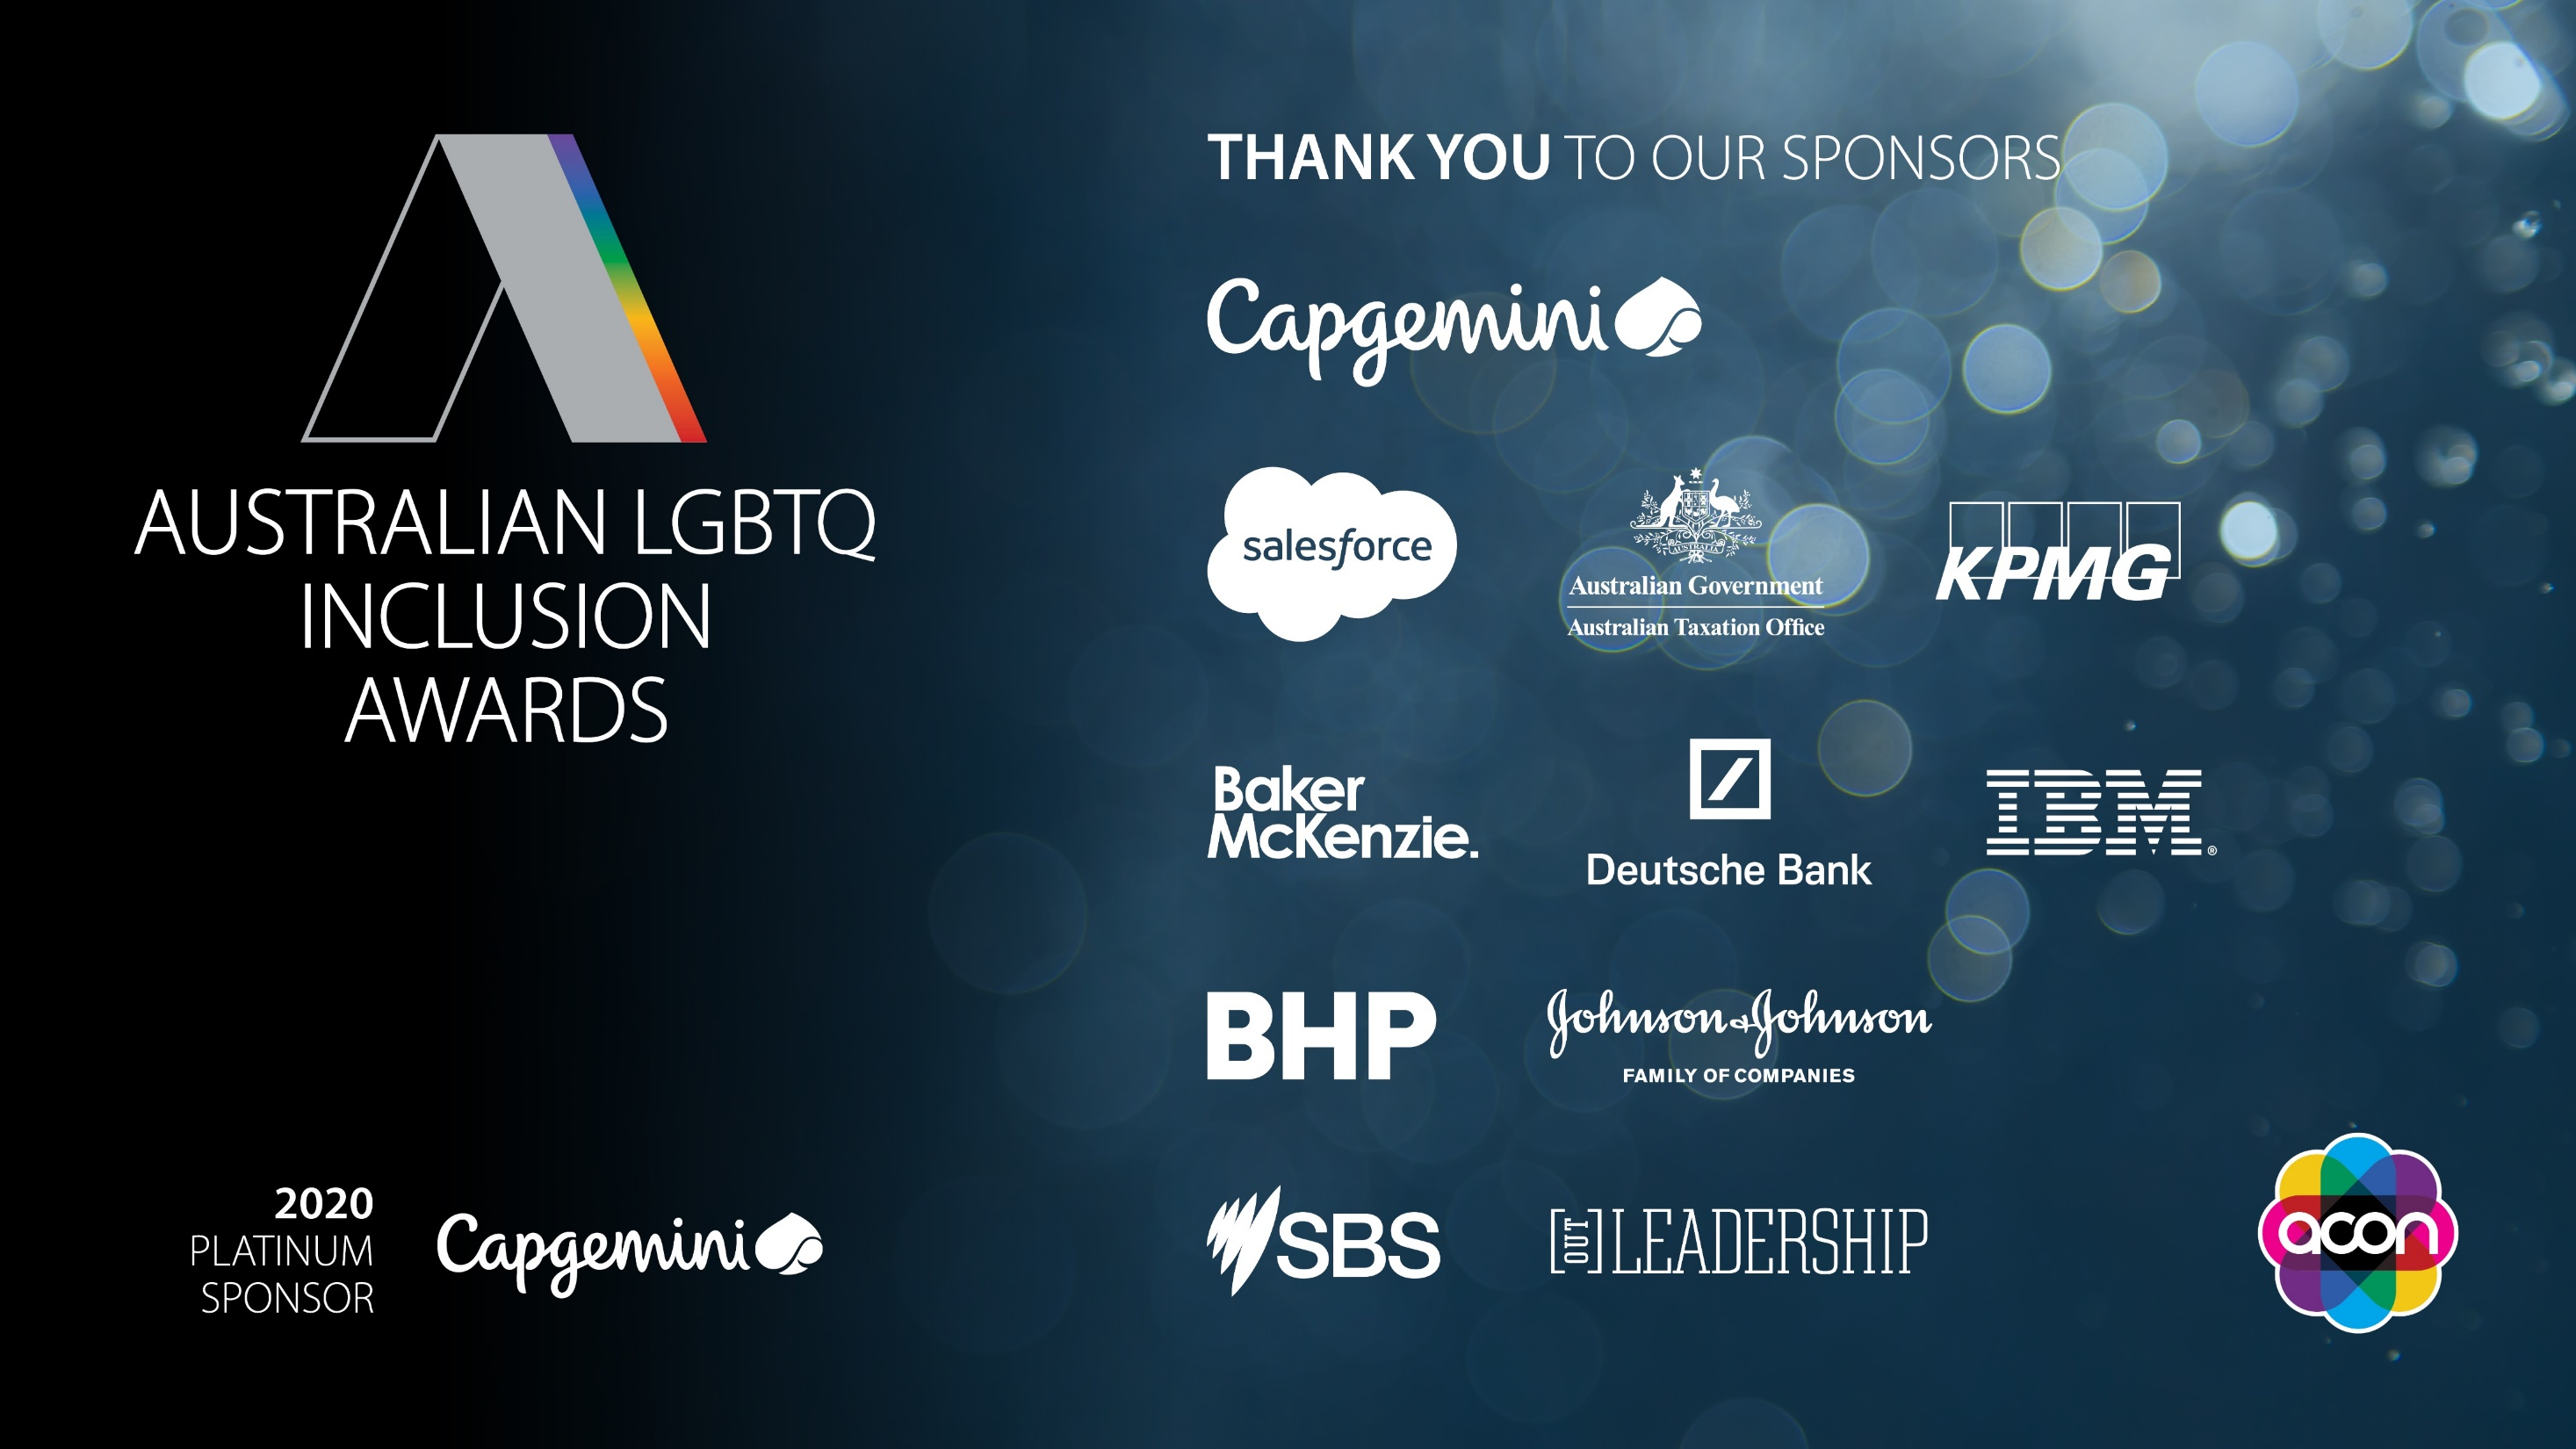 AUSTRALIAN LGBTQ
INCLUSION
AWARDS
2020
PLATINUM
SPONSOR
Capgemini
THANK YOU TO OUR SPONSORS
Capgemini
salesforce
AUSTRALIA
Australian Government
Australian Taxation Office
KPMG
Baker
McKenzie.
Deutsche Bank
IBM®
BHP
Johnson & Johnson
FAMILY OF COMPANIES
SBS
[OUT]LEADERSHIP
acon